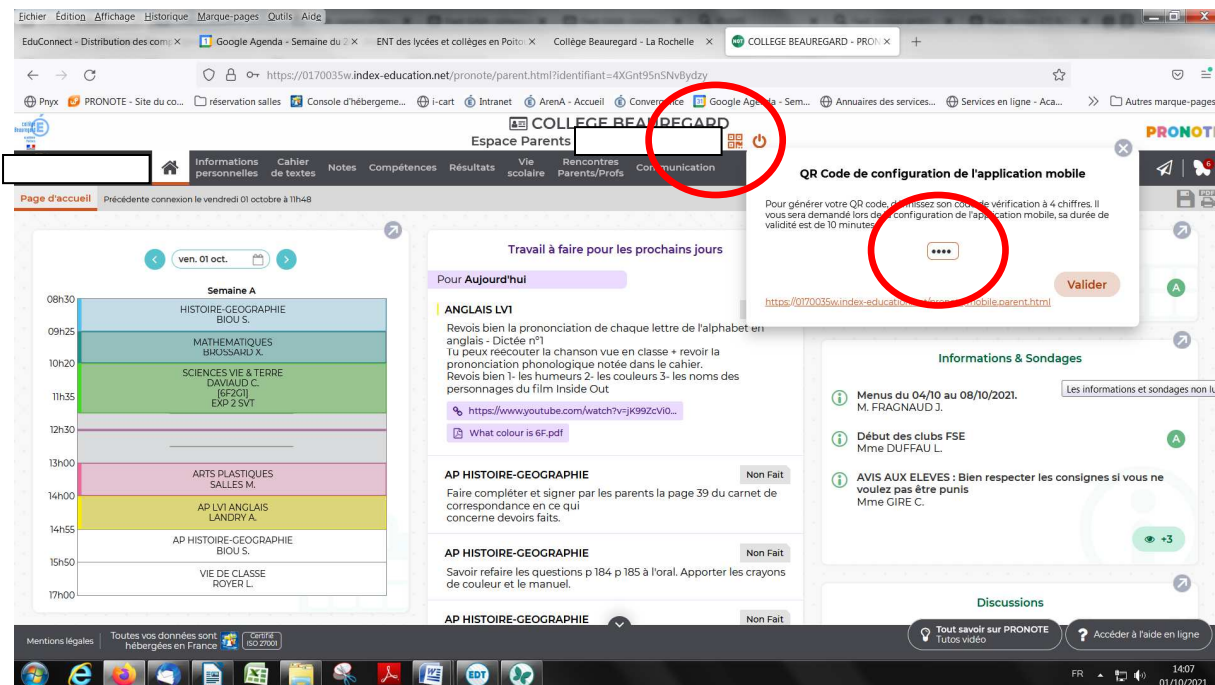 Fichier Édition Affichage Historique Marque-pages Outils Aide
EduConnect - Distribution des com
Google Agenda - Semaine du 2
ENT des lycées et collèges en Poito
Collège Beauregard - La Rochelle
COLLEGE BEAUREGARD - PRON
https://0170035w.index-education.net/pronote/parent.html?identifiant=4XGnt95nSNvBydzy
Pnyx
PRONOTE - Site du co...
réservation salles
Console d'hébergeme...
i-cart
Intranet
ArenA - Accueil
Convergence
Google Agenda - Sem...
Annuaires des services...
Services en ligne - Aca...
Autres marque-pages
COLLEGE BEAUREGARD
Espace Parents
PRONOTE
Informations personnelles
Cahier de textes
Notes
Compétences
Résultats
Vie scolaire
Rencontres Parents/Profs
Communication
6
Page d'accueil
Précédente connexion le vendredi 01 octobre à 11h48
PDF
ven. 01 oct.
Semaine A
08h30
HISTOIRE-GEOGRAPHIE
BIOU S.
09h25
MATHEMATIQUES
BROSSARD X.
10h20
SCIENCES VIE & TERRE
DAVIAUD C.
[6F2G1]
EXP 2 SVT
11h35
12h30
13h00
ARTS PLASTIQUES
SALLES M.
14h00
AP LV1 ANGLAIS
LANDRY A.
14h55
AP HISTOIRE-GEOGRAPHIE
BIOU S.
15h50
VIE DE CLASSE
ROYER L.
17h00
Travail à faire pour les prochains jours
Pour Aujourd'hui
ANGLAIS LV1
Revois bien la prononciation de chaque lettre de l'alphabet en
anglais - Dictée n°1
Tu peux reecouter la chanson vue en classe + revoir la
prononciation phonologique notée dans le cahier.
Revois bien 1- les humeurs 2- les couleurs 3- les noms des
personnages du film Inside Out
https://www.youtube.com/watch?v=jK99ZcVi0...
What colour is 6F.pdf
AP HISTOIRE-GEOGRAPHIE
Non Fait
Faire compléter et signer par les parents la page 39 du carnet de
correspondance en ce qui
concerne devoirs faits.
AP HISTOIRE-GEOGRAPHIE
Non Fait
Savoir refaire les questions p 184 p 185 à l'oral. Apporter les crayons
de couleur et le manuel.
AP HISTOIRE-GEOGRAPHIE
Non Fait
QR Code de configuration de l'application mobile
Pour générer votre QR code, définissez son code de vérification à 4 chiffres. Il
vous sera demandé lors de la configuration de l'application mobile, sa durée de
validité est de 10 minutes
••••
Valider
https://0170035w.index-education.net/pronote/mobile.parent.html
A
Informations & Sondages
Les informations et sondages non lu
Menus du 04/10 au 08/10/2021.
M. FRAGNAUD J.
Début des clubs FSE
Mme DUFFAU L.
A
AVIS AUX ELEVES : Bien respecter les consignes si vous ne
voulez pas être punis
Mme GIRE C.
+3
Discussions
Mentions légales
Toutes vos données sont
hébergées en France
Certifié
ISO 27001
Tout savoir sur PRONOTE
Tutos vidéo
? Accéder à l'aide en ligne
EDT
FR
14:07
01/10/2021